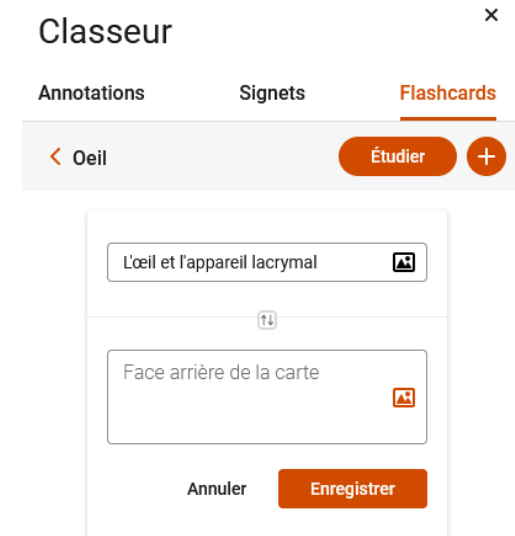 Classeur
Annotations Signets Flashcards
Oeil Étudier
L'œil et l'appareil lacrymal
Face arrière de la carte
Annuler Enregistrer